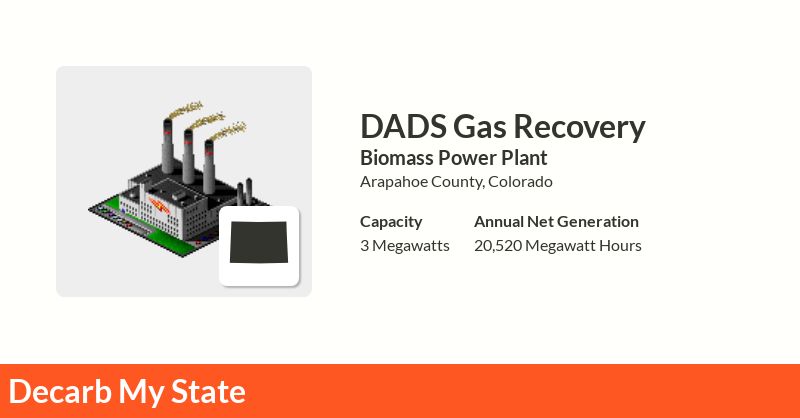 DADS Gas Recovery
Biomass Power Plant
Arapahoe County, Colorado
Capacity
3 Megawatts
Annual Net Generation
20,520 Megawatt Hours
Decarb My State